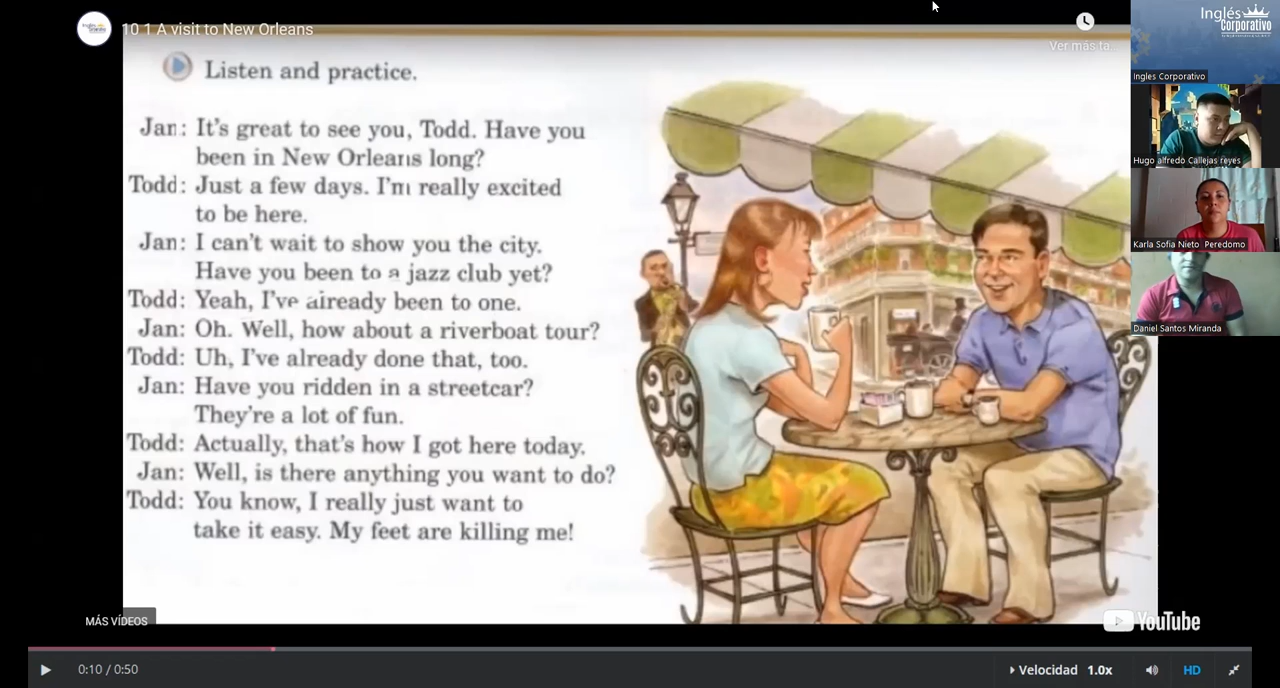 10 1 A visit to New Orleans
Ver más ta...
Listen and practice.
Jan: It's great to see you, Todd. Have you
been in New Orleans long?
Todd: Just a few days. I'm really excited
to be here.
Jan: I can't wait to show you the city.
Have you been to a jazz club yet?
Todd: Yeah, I've already been to one.
Jan: Oh. Well, how about a riverboat tour?
Todd: Uh, I've already done that, too.
Jan: Have you ridden in a streetcar?
They're a lot of fun.
Todd: Actually, that's how I got here today.
Jan: Well, is there anything you want to do?
Todd: You know, I really just want to
take it easy. My feet are killing me!
MÁS VÍDEOS
YouTube
0:10 / 0:50
Velocidad 1.0x
HD
Inglés
Corporativo
Ingles Corporativo
Hugo alfredo Callejas reyes
Karla Sofia Nieto Peredomo
Daniel Santos Miranda